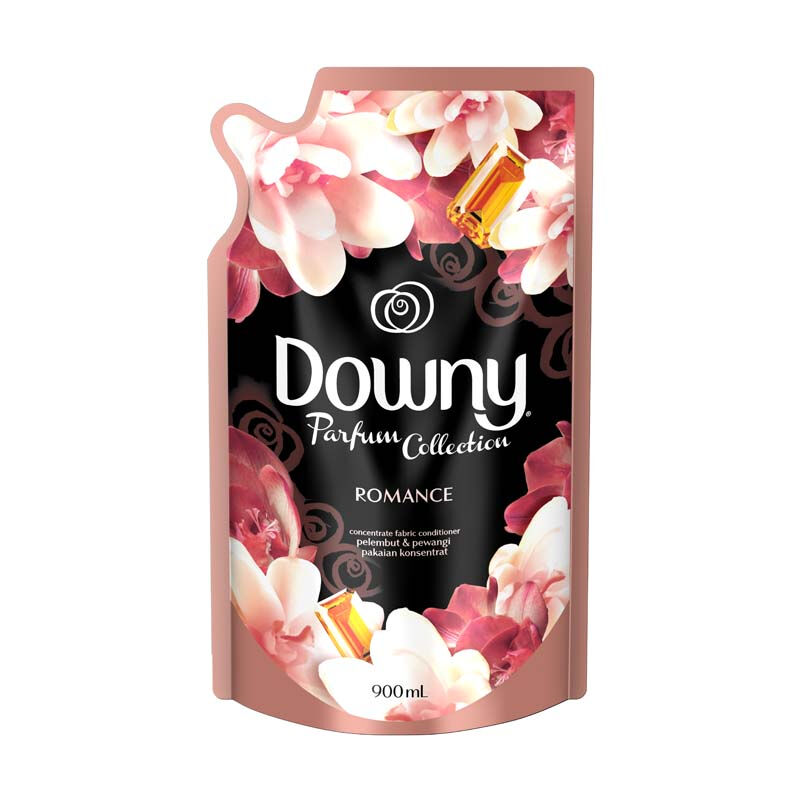 Downy®
Parfum Collection
ROMANCE
concentrate fabric conditioner
pelembut & pewangi
pakaian konsentrat
900mL